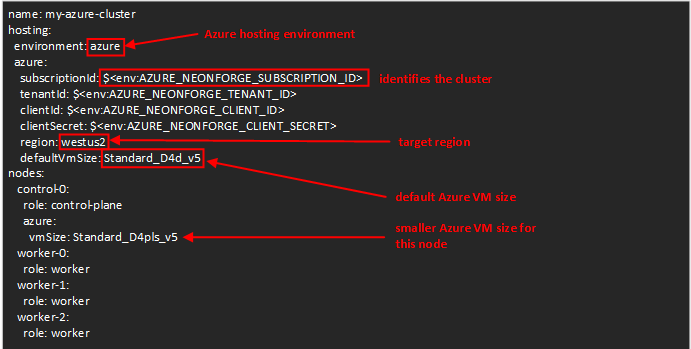 name: my-azure-cluster
hosting:
environment: azure
Azure hosting environment
azure:
subscriptionId: $<env:AZURE_NEONFORGE_SUBSCRIPTION_ID>
identifies the cluster
tenantId: $<env:AZURE_NEONFORGE_TENANT_ID>
clientId: $<env:AZURE_NEONFORGE_CLIENT_ID>
clientSecret: $<env:AZURE_NEONFORGE_CLIENT_SECRET>
region: westus2
target region
defaultVmSize: Standard_D4d_v5
default Azure VM size
nodes:
control-0:
role: control-plane
azure:
vmSize: Standard_D4pls_v5
smaller Azure VM size for
this node
worker-0:
role: worker
worker-1:
role: worker
worker-2:
role: worker